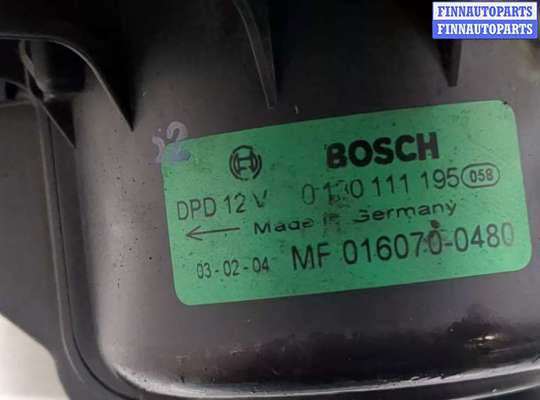 FINNAUTOPARTS
FINNAUTOPARTS
52
BOSCH
DPD 12 V 0 130 111 195 058
Made in Germany
03-02-04 MF 016070-0480